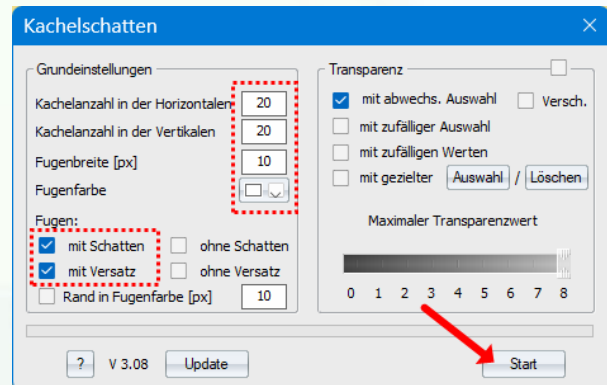 Kachelschatten
Grundeinstellungen
Kachelanzahl in der Horizontalen 20
Kachelanzahl in der Vertikalen 20
Fugenbreite [px] 10
Fugenfarbe
Fugen:
mit Schatten ohne Schatten
mit Versatz ohne Versatz
Rand in Fugenfarbe [px] 10
Transparenz
mit abwechs. Auswahl Versch.
mit zufälliger Auswahl
mit zufälligen Werten
mit gezielter Auswahl / Löschen
Maximaler Transparenzwert
0 1 2 3 4 5 6 7 8
? V 3.08 Update Start